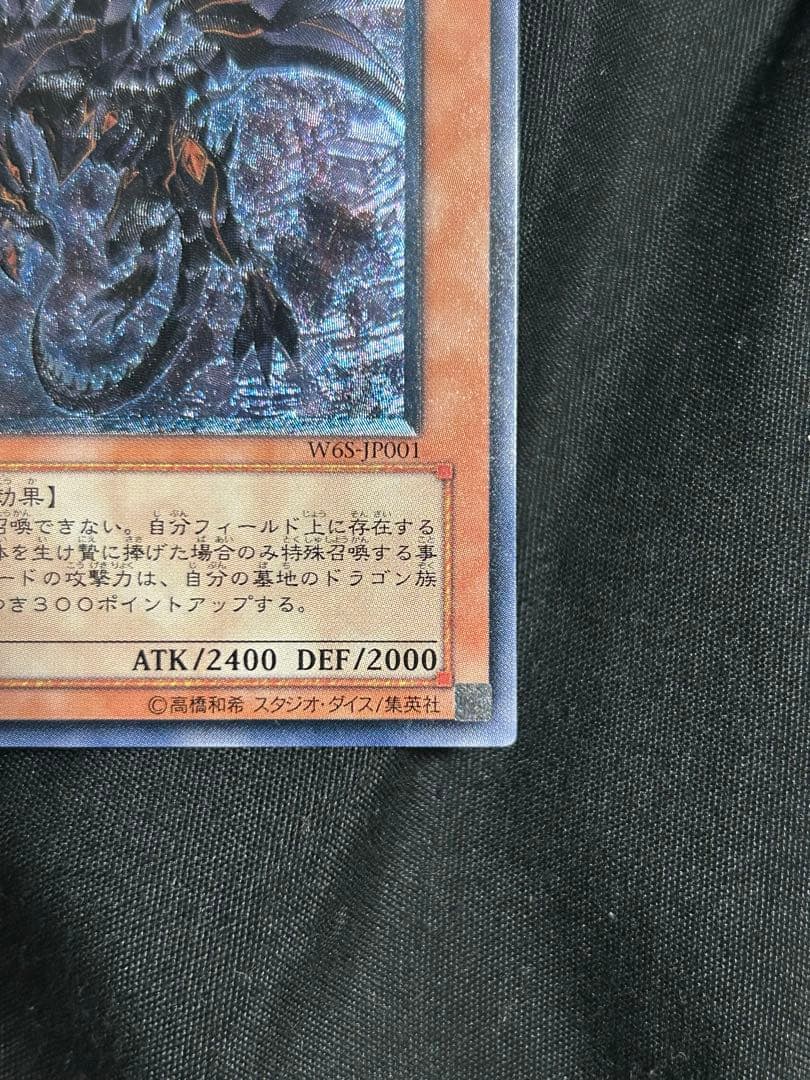 W6S-JP001
効果】
召喚できない。自分フィールド上に存在する
体を生け贄に捧げた場合のみ特殊召喚する事
ードの攻撃力は、自分の墓地のドラゴン族
つき３００ポイントアップする。
ATK/2400 DEF/2000
©高橋和希 スタジオ・ダイス/集英社